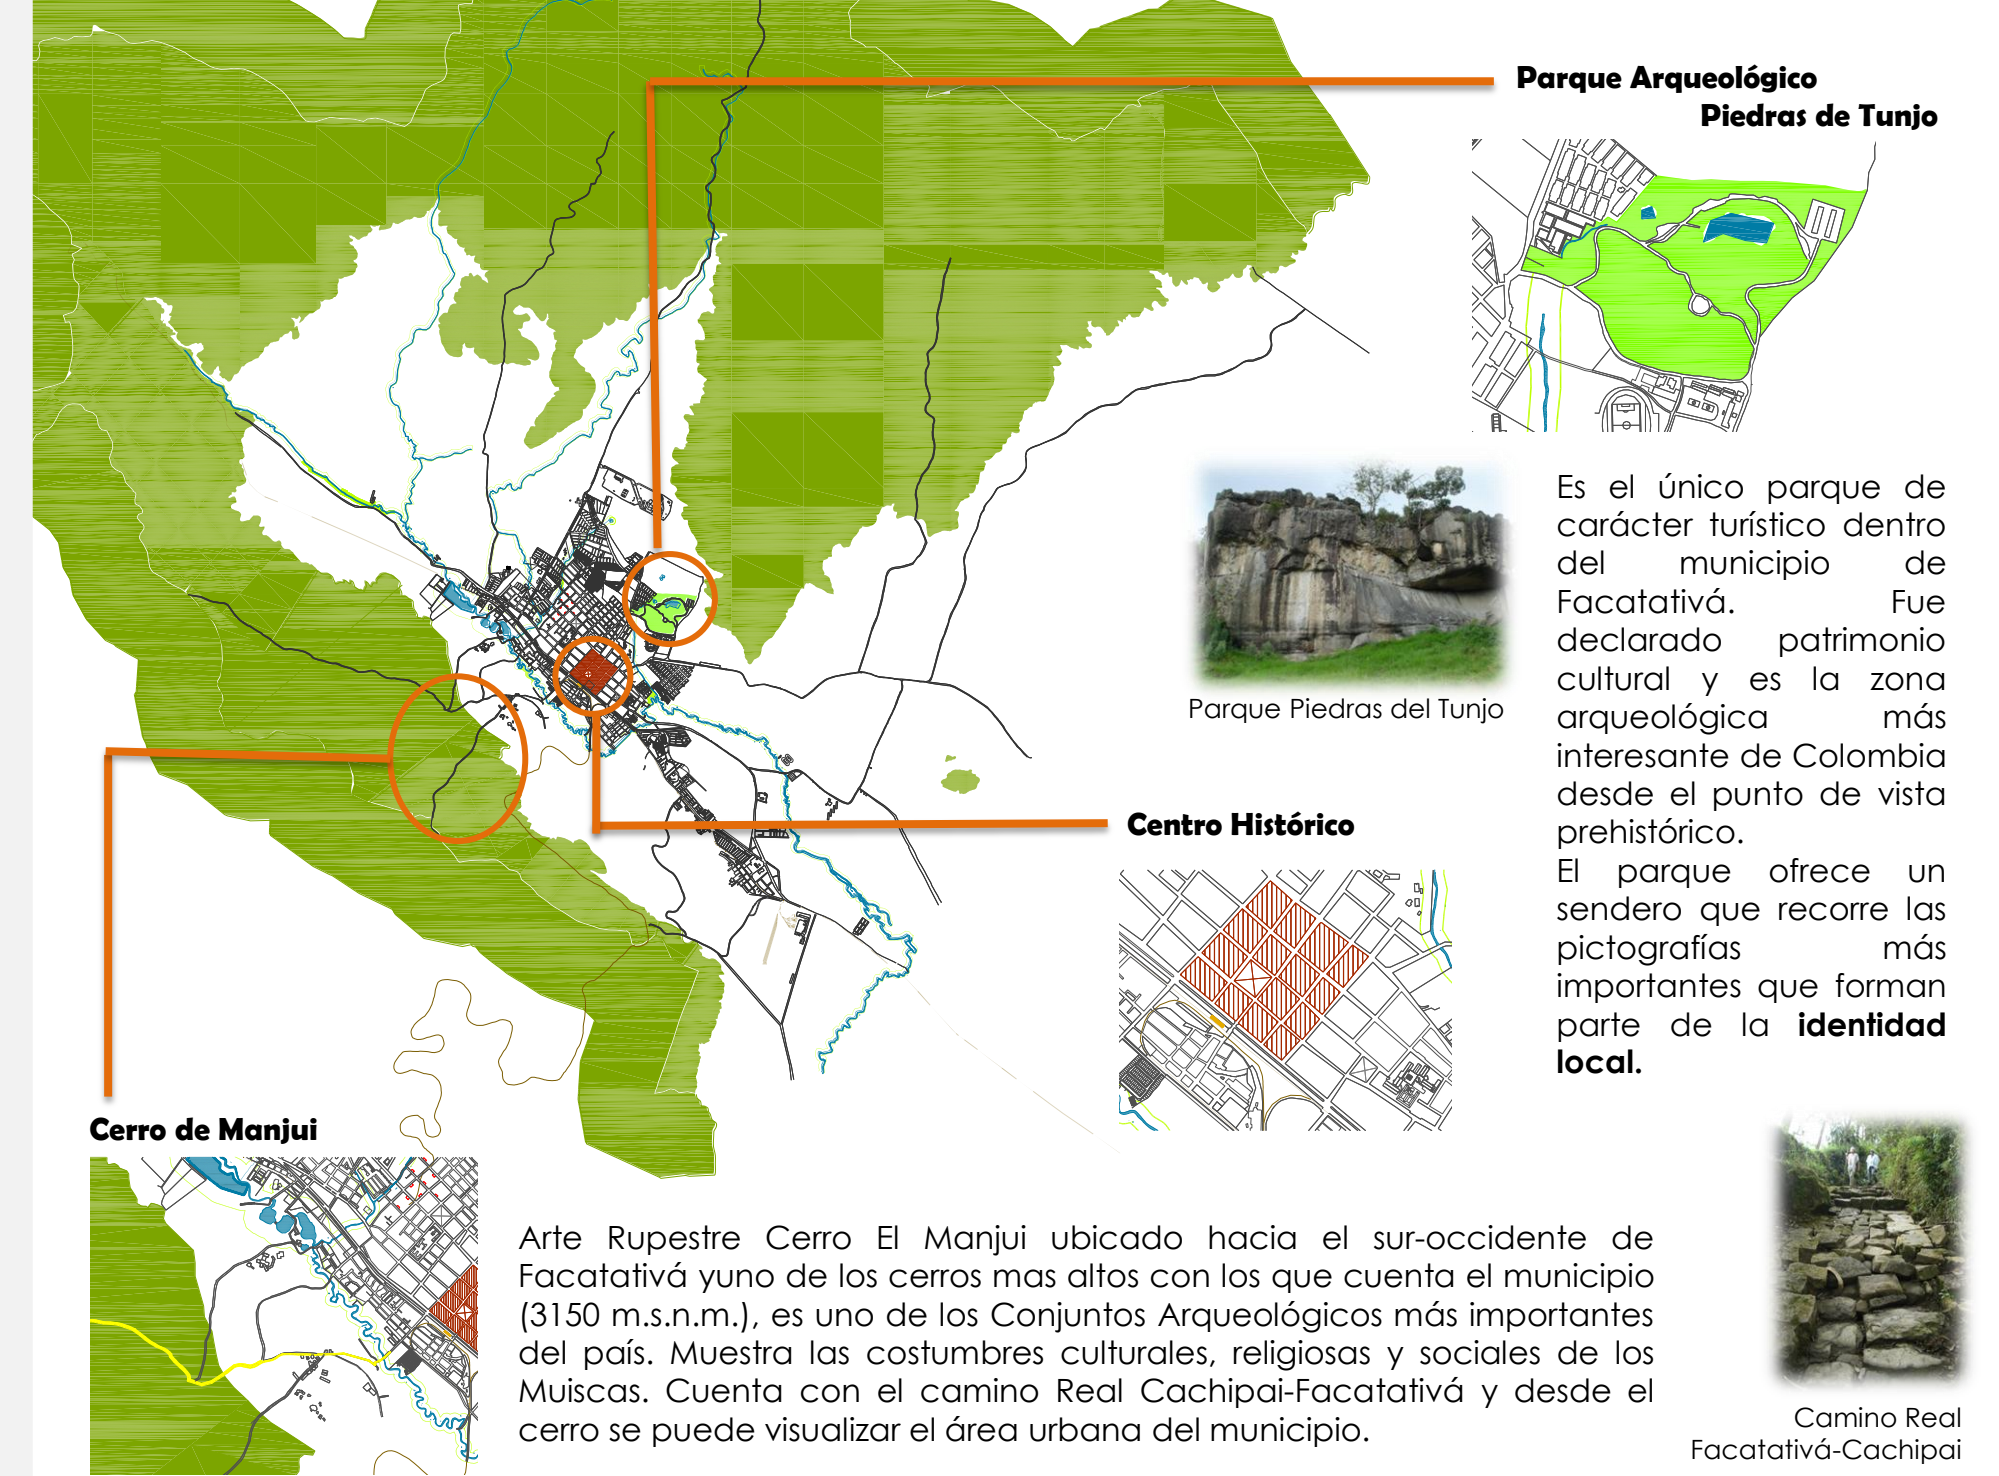 Parque Arqueológico
Piedras de Tunjo
Es el único parque de
carácter turístico dentro
del municipio de
Facatativá. Fue
declarado patrimonio
cultural y es la zona
arqueológica más
interesante de Colombia
desde el punto de vista
prehistórico.
El parque ofrece un
sendero que recorre las
pictografías más
importantes que forman
parte de la identidad
local.
Parque Piedras del Tunjo
Centro Histórico
Cerro de Manjui
Arte Rupestre Cerro El Manjui ubicado hacia el sur-occidente de
Facatativá yuno de los cerros mas altos con los que cuenta el municipio
(3150 m.s.n.m.), es uno de los Conjuntos Arqueológicos más importantes
del país. Muestra las costumbres culturales, religiosas y sociales de los
Muiscas. Cuenta con el camino Real Cachipai-Facatativá y desde el
cerro se puede visualizar el área urbana del municipio.
Camino Real
Facatativá-Cachipai